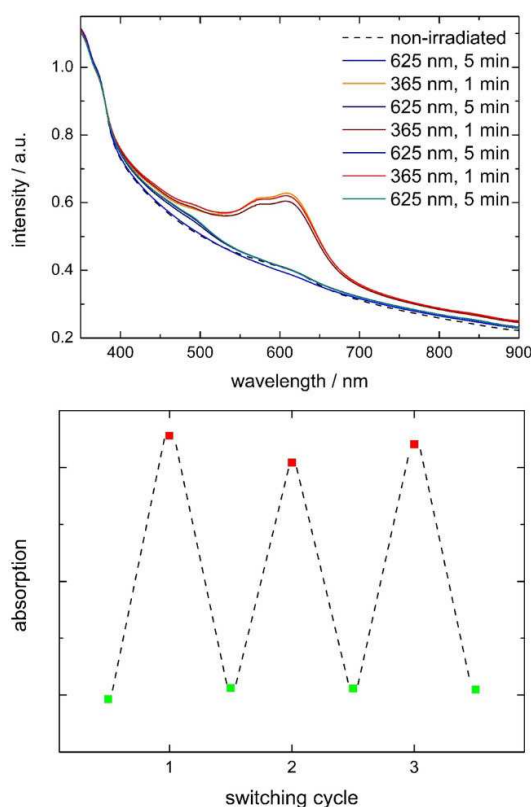 non-irradiated
625 nm, 5 min
365 nm, 1 min
625 nm, 5 min
365 nm, 1 min
625 nm, 5 min
365 nm, 1 min
625 nm, 5 min
intensity / a.u.
1.0
0.8
0.6
0.4
0.2
400 500 600 700 800 900
wavelength / nm
absorption
1 2 3
switching cycle